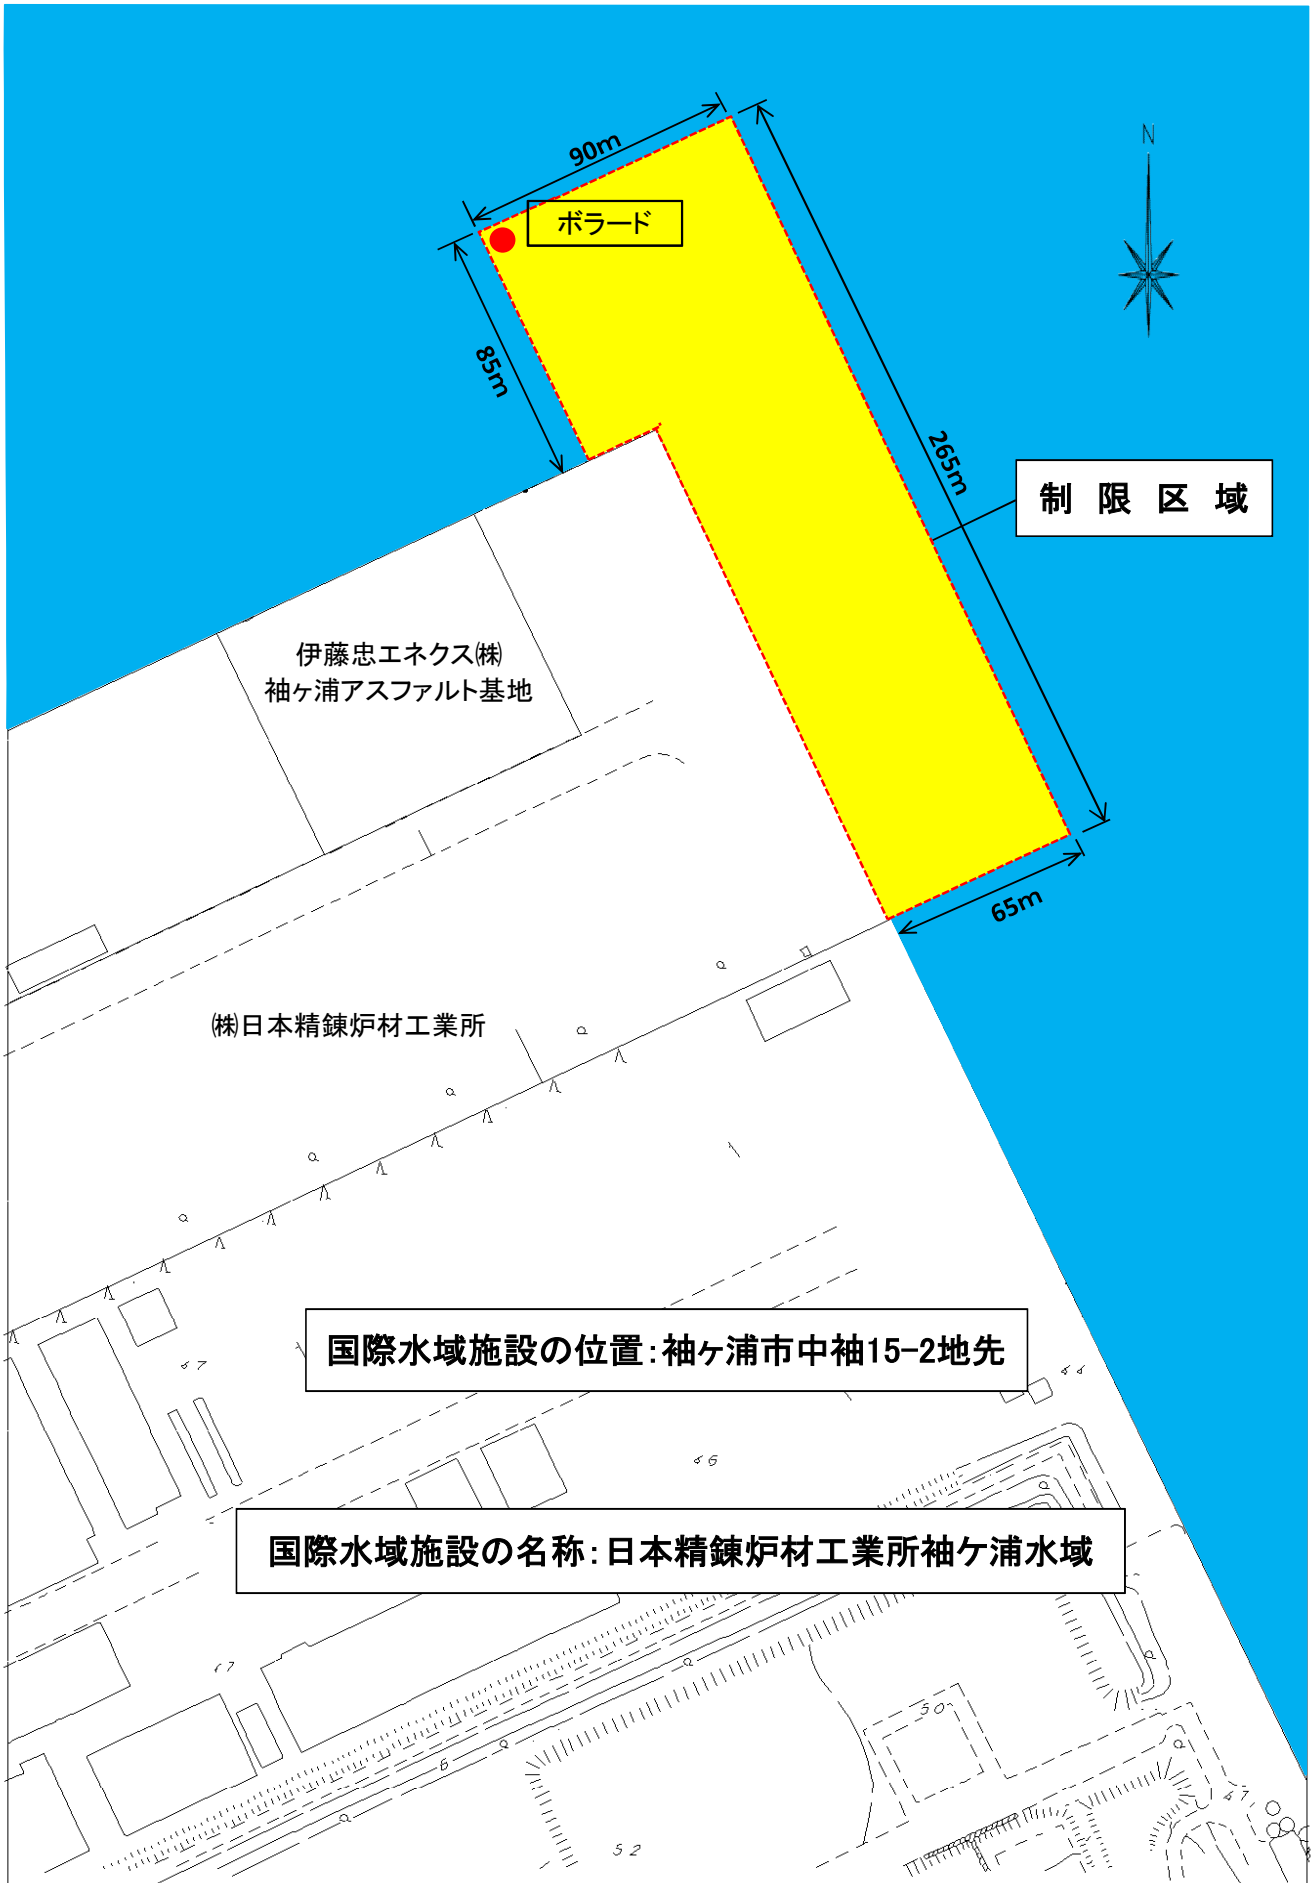 90m
N
ボラード
85m
265m
制 限 区 域
伊藤忠エネクス㈱
袖ヶ浦アスファルト基地
65m
㈱日本精錬炉材工業所
国際水域施設の位置:袖ヶ浦市中袖15-2地先
国際水域施設の名称:日本精錬炉材工業所袖ケ浦水域
50
6
52